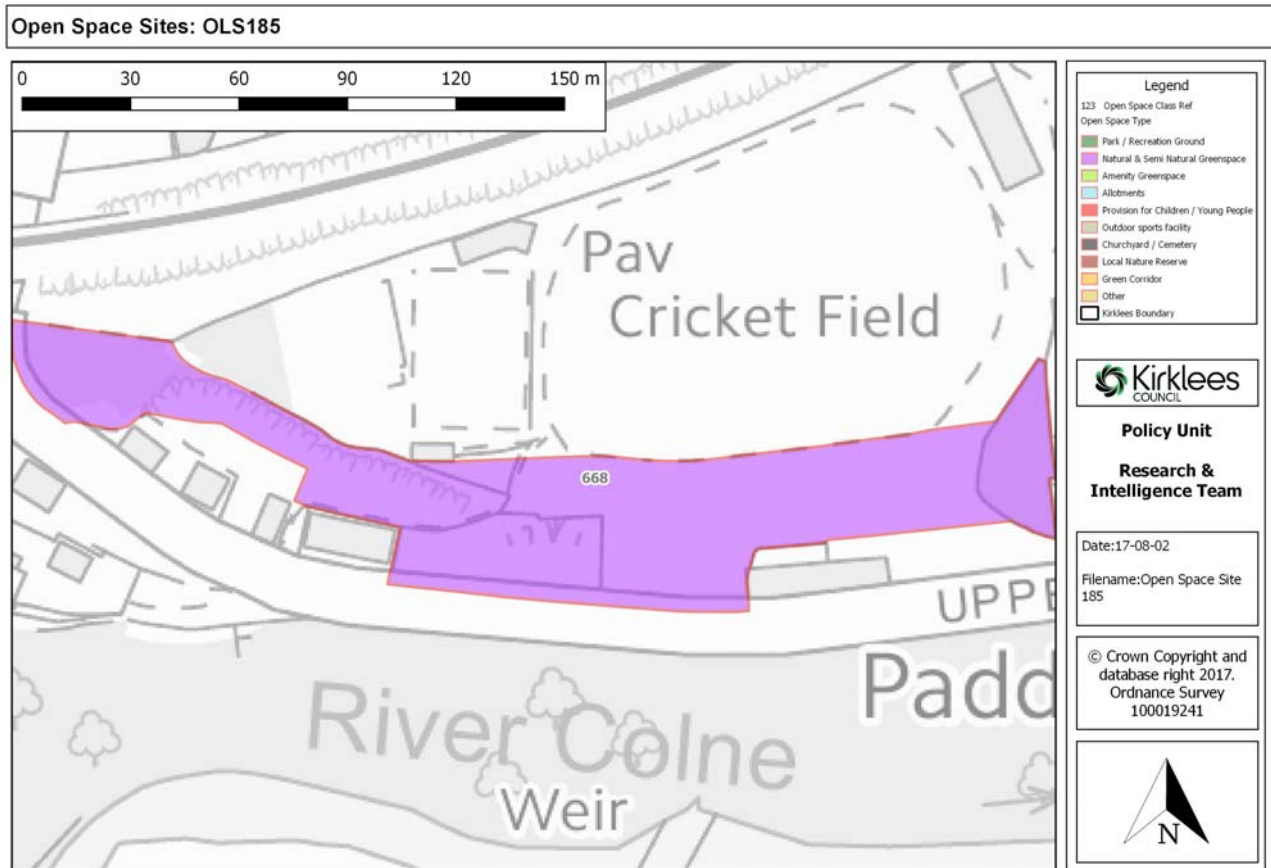 Open Space Sites: OLS185
0 30 60 90 120 150 m
Pav
Cricket Field
668
UPPE
Padd
River Colne
Weir
Legend
123 Open Space Class Ref
Open Space Type
Park / Recreation Ground
Natural & Semi Natural Greenspace
Amenity Greenspace
Allotments
Provision for Children / Young People
Outdoor sports facility
Churchyard / Cemetery
Local Nature Reserve
Green Corridor
Other
Kirklees Boundary
Kirklees
COUNCIL
Policy Unit
Research &
Intelligence Team
Date:17-08-02
Filename:Open Space Site
185
© Crown Copyright and
database right 2017.
Ordnance Survey
100019241
N